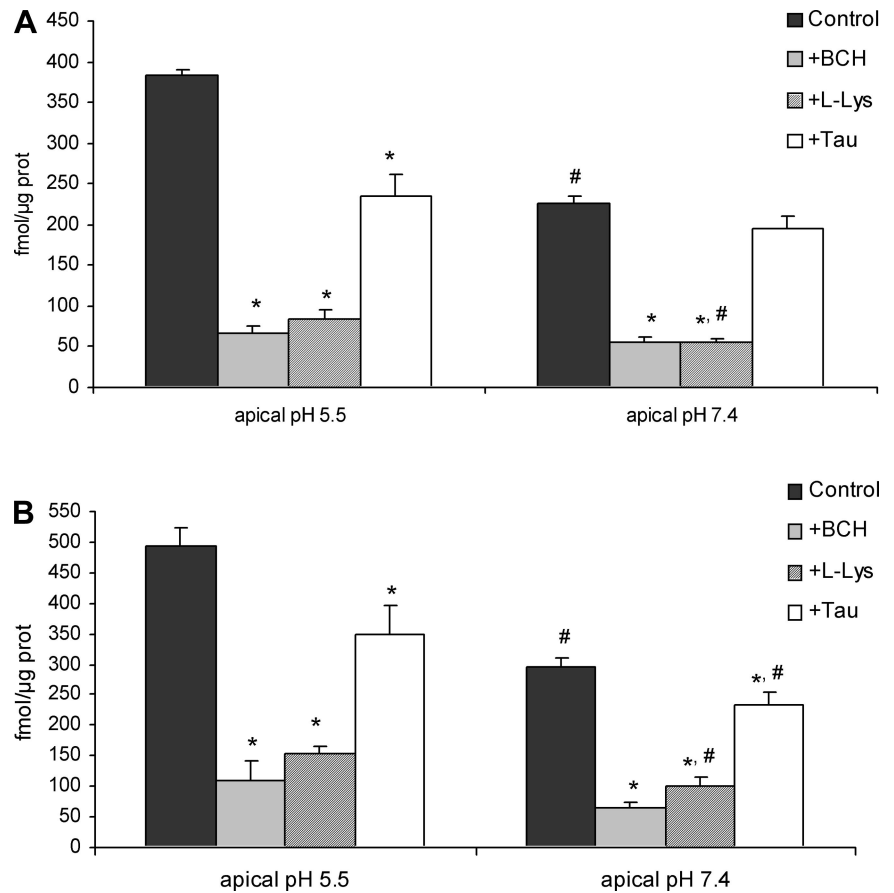 A
450
400
350
300
250
200
150
100
50
0
fmol/µg prot
Control
+BCH
+L-Lys
+Tau
*
*
*
#
*
*, #
apical pH 5.5
apical pH 7.4
B
550
500
450
400
350
300
250
200
150
100
50
0
fmol/µg prot
Control
+BCH
+L-Lys
+Tau
*
*
*
#
*
*, #
*, #
apical pH 5.5
apical pH 7.4